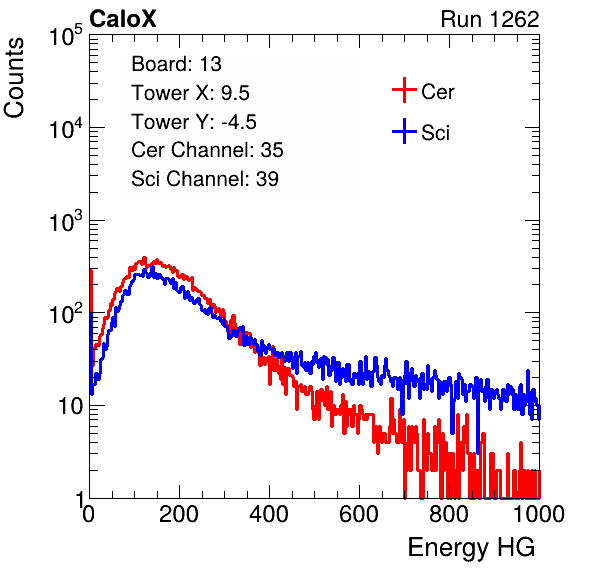 CaloX Run 1262
Counts
Board: 13
Tower X: 9.5
Tower Y: -4.5
Cer Channel: 35
Sci Channel: 39
Cer
Sci
10^5
10^4
10^3
10^2
10
1
0 200 400 600 800 1000
Energy HG